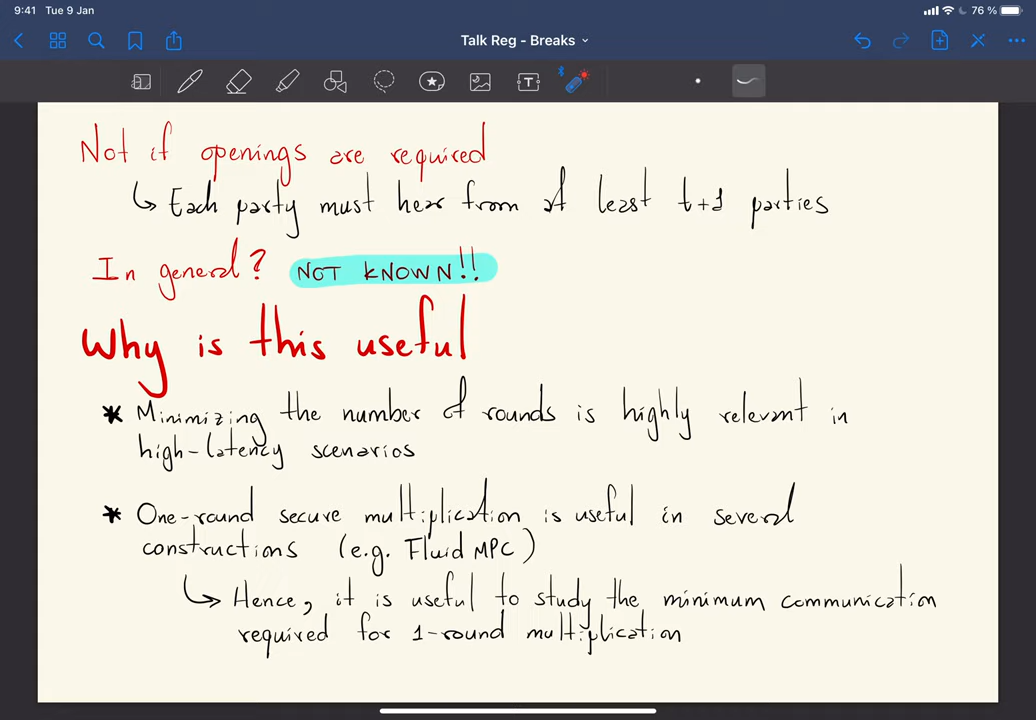 9:41 Tue 9 Jan 76 %
Talk Reg - Breaks
Not if openings are required
Each party must hear from at least t+1 parties
In general? NOT KNOWN!!
Why is this useful
* Minimizing the number of rounds is highly relevant in
high-latency scenarios
* One-round secure multiplication is useful in several
constructions (e.g. Fluid MPC)
Hence, it is useful to study the minimum communication
required for 1-round multiplication